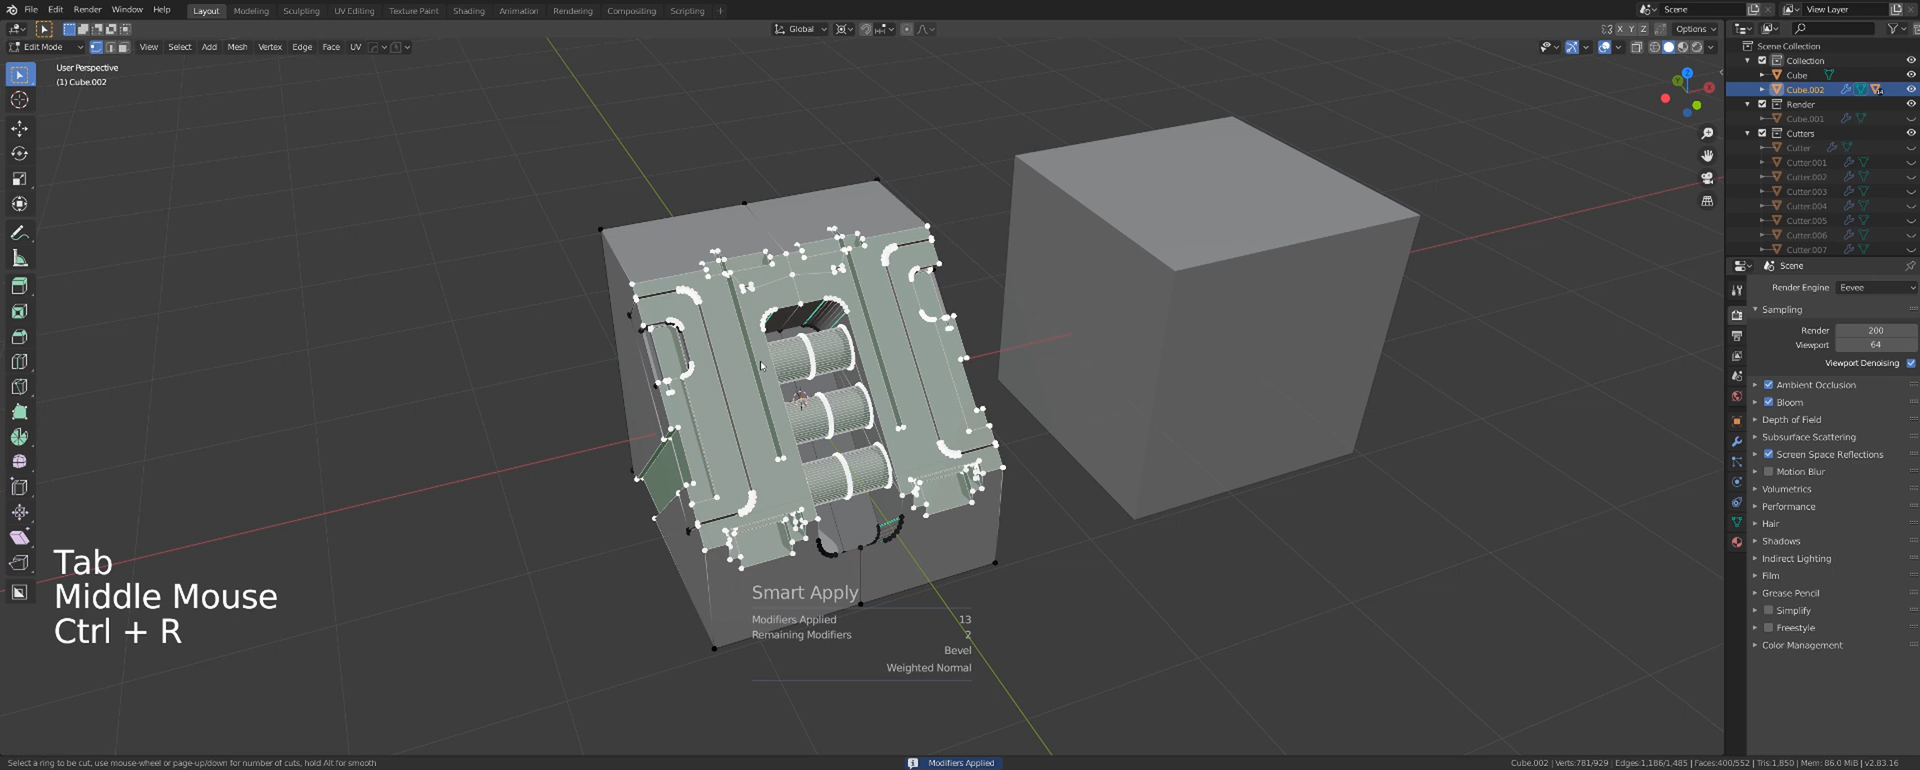 File Edit Render Window Help Layout Modeling Sculpting UV Editing Texture Paint Shading Animation Rendering Compositing Scripting + Scene View Layer
Global X Y Z Options
Edit Mode View Select Add Mesh Vertex Edge Face UV
User Perspective
(1) Cube.002
Scene Collection
Collection
Cube
Cube.002
Render
Cube.001
Cutters
Cutter
Cutter.001
Cutter.002
Cutter.003
Cutter.004
Cutter.005
Cutter.006
Cutter.007
Scene
Render Engine Eevee
Sampling
Render 200
Viewport 64
Viewport Denoising
Ambient Occlusion
Bloom
Depth of Field
Subsurface Scattering
Screen Space Reflections
Motion Blur
Volumetrics
Performance
Hair
Shadows
Indirect Lighting
Film
Grease Pencil
Simplify
Freestyle
Color Management
Tab
Middle Mouse
Ctrl + R
Smart Apply
Modifiers Applied 13
Remaining Modifiers 2
Bevel
Weighted Normal
Select a ring to be cut, use mouse-wheel or page-up/down for number of cuts, hold Alt for smooth Modifiers Applied Cube.002 | Verts:781/929 | Edges:1,186/1,485 | Faces:400/552 | Tris:1,850 | Mem: 86.0 MiB | v2.83.16